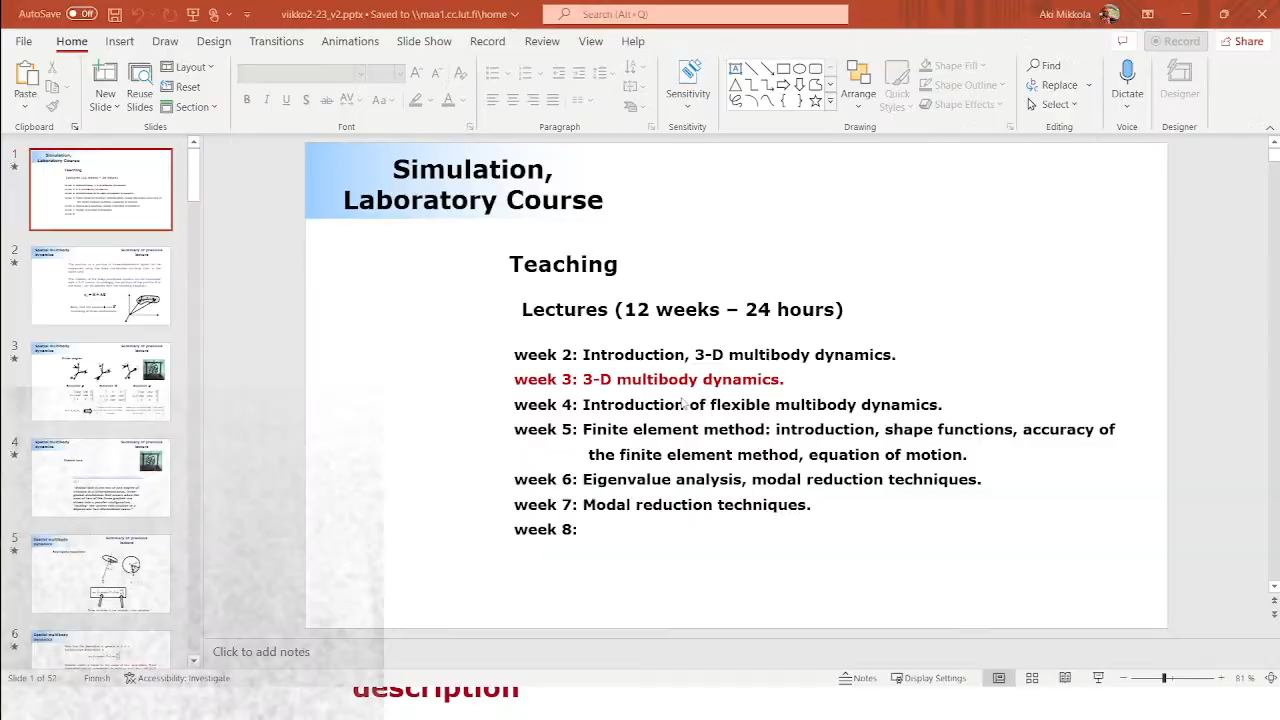 AutoSave
Off
viikko2-23_v2.pptx • Saved to \\maa1.cc.lut.fi\home
Search (Alt+Q)
Aki Mikkola
File
Home
Insert
Draw
Design
Transitions
Animations
Slide Show
Record
Review
View
Help
Record
Share
Paste
New
Slides
Reuse
Slides
Layout
Reset
Section
Sensitivity
Arrange
Quick
Styles
Shape Fill
Shape Outline
Shape Effects
Find
Replace
Select
Dictate
Designer
Clipboard
Slides
Font
Paragraph
Sensitivity
Drawing
Editing
Voice
Designer
1
2
3
4
5
6
Simulation,
Laboratory Course
Teaching
Lectures (12 weeks – 24 hours)
week 2: Introduction, 3-D multibody dynamics.
week 3: 3-D multibody dynamics.
week 4: Introduction of flexible multibody dynamics.
week 5: Finite element method: introduction, shape functions, accuracy of
the finite element method, equation of motion.
week 6: Eigenvalue analysis, modal reduction techniques.
week 7: Modal reduction techniques.
week 8:
Click to add notes
Slide 1 of 52
Finnish
Accessibility: Investigate
Notes
Display Settings
81 %
description